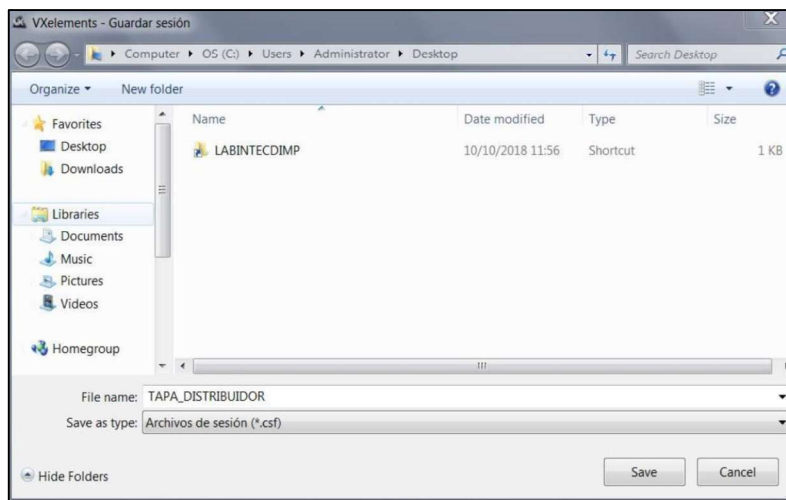 VXelements - Guardar sesión
Computer OS (C:) Users Administrator Desktop Search Desktop
Organize New folder
Favorites
Desktop
Downloads
Libraries
Documents
Music
Pictures
Videos
Homegroup
Name Date modified Type Size
LABINTECDIMP 10/10/2018 11:56 Shortcut 1 KB
File name: TAPA_DISTRIBUIDOR
Save as type: Archivos de sesión (*.csf)
Hide Folders Save Cancel